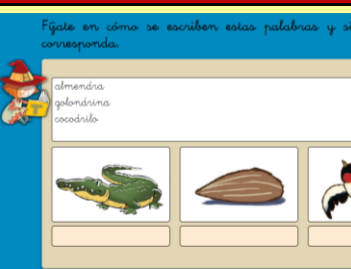 Fíjate en cómo se escriben estas palabras y
corresponda.
almendra
golondrina
cocodrilo